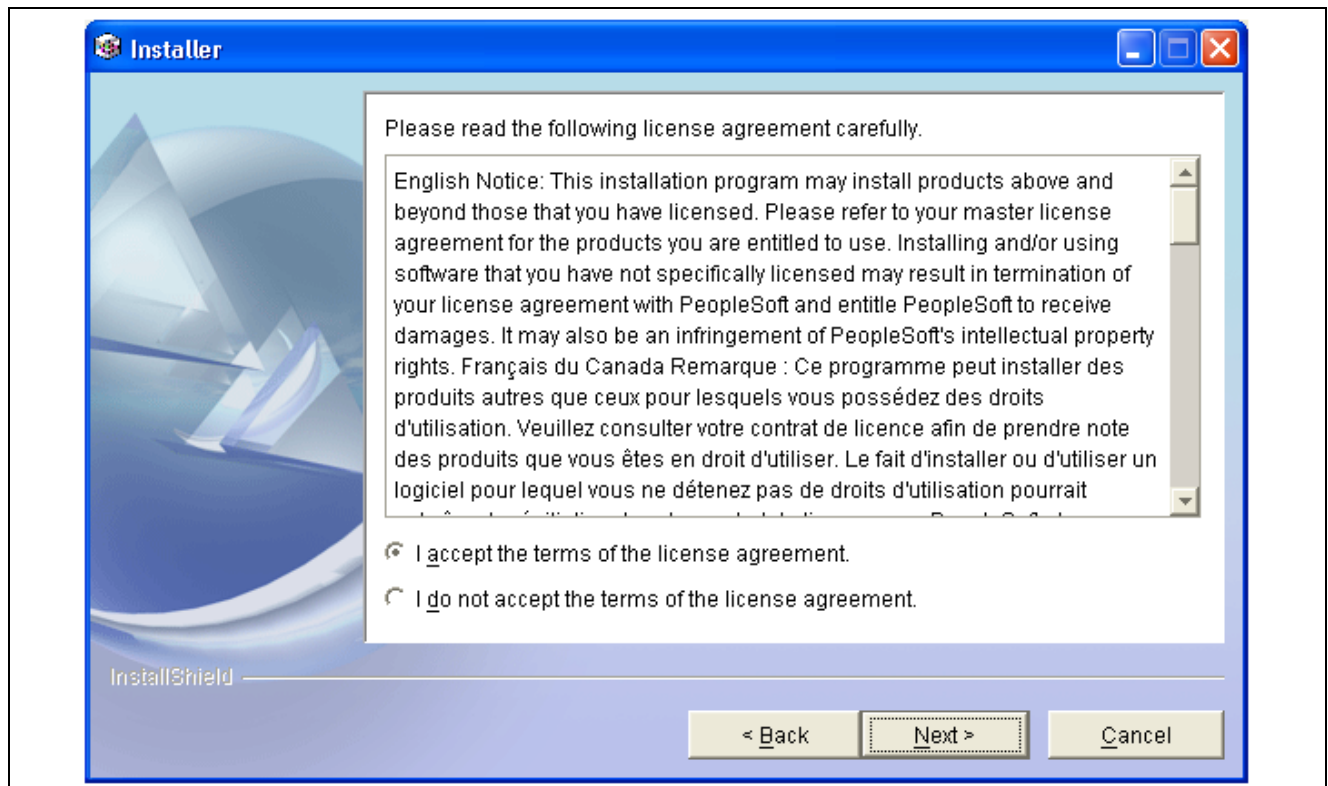 Installer
Please read the following license agreement carefully.
English Notice: This installation program may install products above and
beyond those that you have licensed. Please refer to your master license
agreement for the products you are entitled to use. Installing and/or using
software that you have not specifically licensed may result in termination of
your license agreement with PeopleSoft and entitle PeopleSoft to receive
damages. It may also be an infringement of PeopleSoft's intellectual property
rights. Français du Canada Remarque : Ce programme peut installer des
produits autres que ceux pour lesquels vous possédez des droits
d'utilisation. Veuillez consulter votre contrat de licence afin de prendre note
des produits que vous êtes en droit d'utiliser. Le fait d'installer ou d'utiliser un
logiciel pour lequel vous ne détenez pas de droits d'utilisation pourrait
I accept the terms of the license agreement.
I do not accept the terms of the license agreement.
InstallShield
< Back
Next >
Cancel